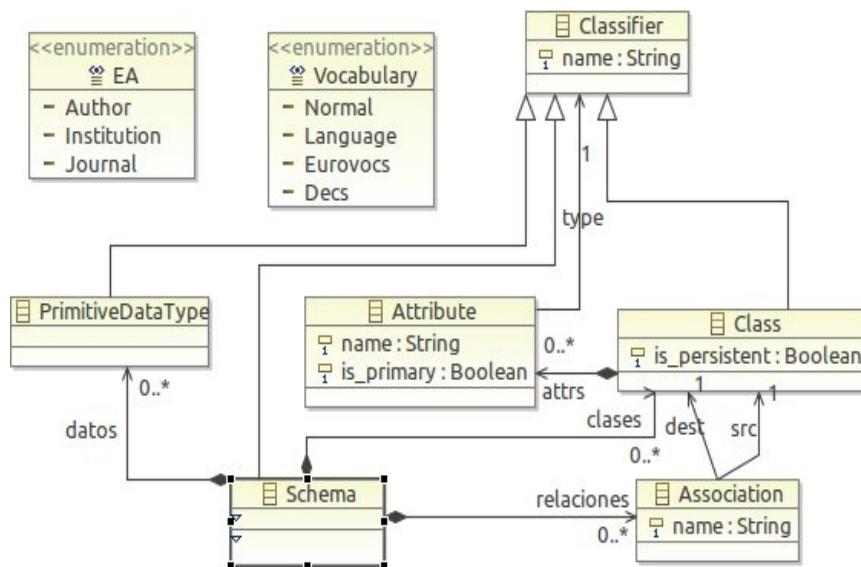 <<enumeration>>
EA
Author
Institution
Journal
<<enumeration>>
Vocabulary
Normal
Language
Eurovocs
Decs
Classifier
name : String
1
type
PrimitiveDataType
Attribute
name : String
is_primary : Boolean
Class
is_persistent : Boolean
0..*
attrs
1
1
0..*
datos
clases
0..*
dest
src
Schema
relaciones
0..*
Association
name : String